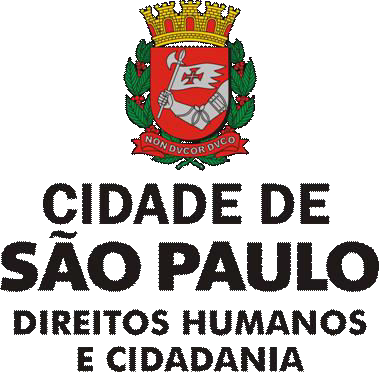 NON DVCOR DVCO
CIDADE DE
SÃO PAULO
DIREITOS HUMANOS
E CIDADANIA